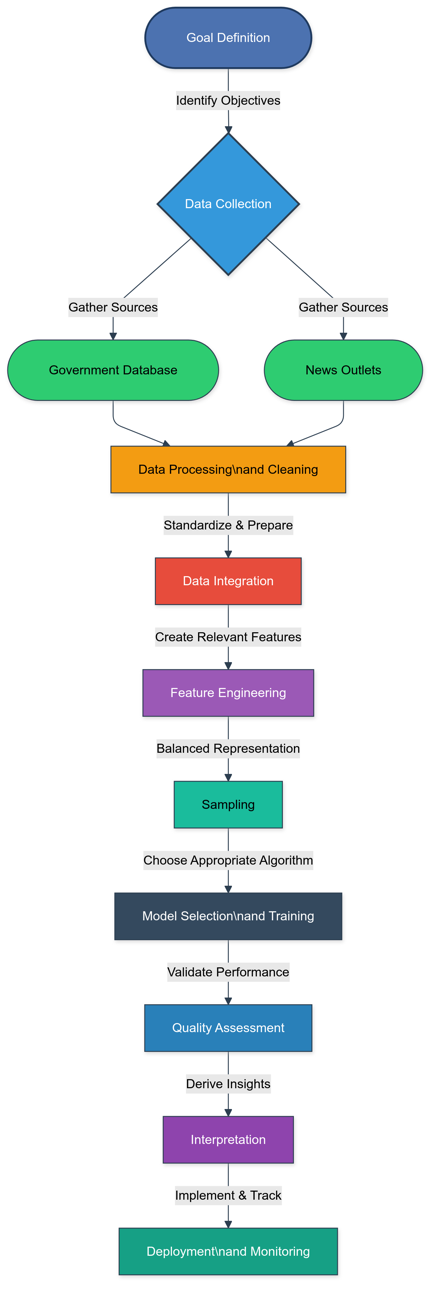 Goal Definition
Identify Objectives
Data Collection
Gather Sources
Gather Sources
Government Database
News Outlets
Data Processing\nand Cleaning
Standardize & Prepare
Data Integration
Create Relevant Features
Feature Engineering
Balanced Representation
Sampling
Choose Appropriate Algorithm
Model Selection\nand Training
Validate Performance
Quality Assessment
Derive Insights
Interpretation
Implement & Track
Deployment\nand Monitoring